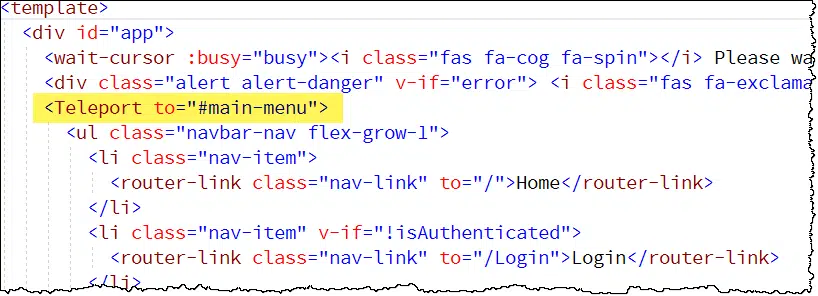 <template>
<div id="app">
<wait-cursor :busy="busy"><i class="fas fa-cog fa-spin"></i> Please wa
<div class="alert alert-danger" v-if="error"> <i class="fas fa-exclama
<Teleport to="#main-menu">
<ul class="navbar-nav flex-grow-1">
<li class="nav-item">
<router-link class="nav-link" to="/">Home</router-link>
</li>
<li class="nav-item" v-if="!isAuthenticated">
<router-link class="nav-link" to="/Login">Login</router-link>
</li>